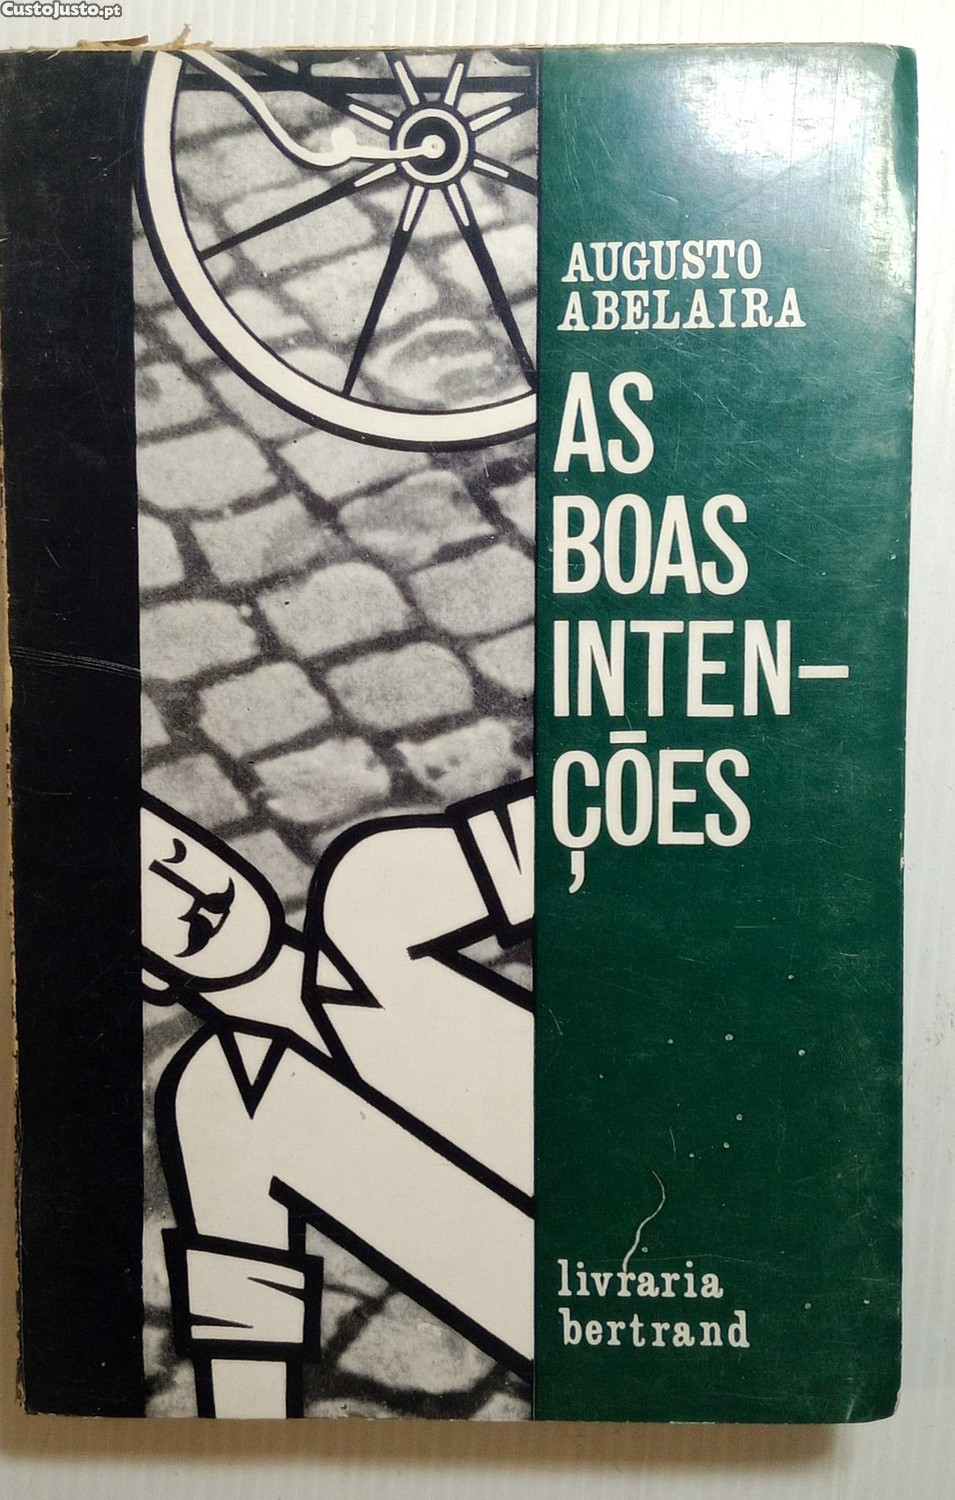 CustoJusto.pt
AUGUSTO
ABELAIRA
AS
BOAS
INTEN-
ÇÕES
livraria
bertrand